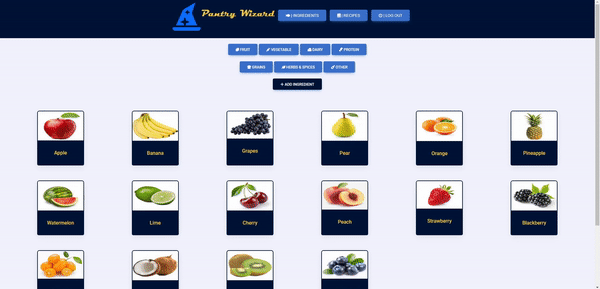 Pantry Wizard | INGREDIENTS | RECIPES | LOG OUT
FRUIT VEGETABLE DAIRY PROTEIN
GRAINS HERBS & SPICES OTHER
+ ADD INGREDIENT
Apple Banana Grapes Pear Orange Pineapple
Watermelon Lime Cherry Peach Strawberry Blackberry